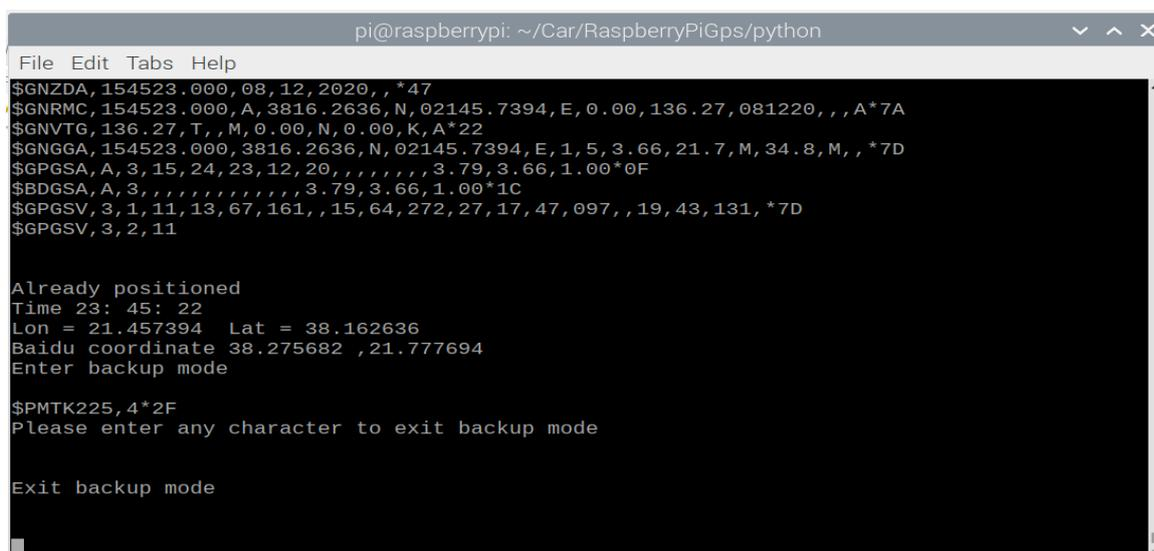 pi@raspberrypi: ~/Car/RaspberryPiGps/python
File Edit Tabs Help
$GNZDA,154523.000,08,12,2020,,*47
$GNRMC,154523.000,A,3816.2636,N,02145.7394,E,0.00,136.27,081220,,,A*7A
$GNVTG,136.27,T,,M,0.00,N,0.00,K,A*22
$GNGGA,154523.000,3816.2636,N,02145.7394,E,1,5,3.66,21.7,M,34.8,M,,*7D
$GPGSA,A,3,15,24,23,12,20,,,,,,,,3.79,3.66,1.00*0F
$BDGSA,A,3,,,,,,,,,,,,,3.79,3.66,1.00*1C
$GPGSV,3,1,11,13,67,161,,15,64,272,27,17,47,097,,19,43,131,*7D
$GPGSV,3,2,11
Already positioned
Time 23: 45: 22
Lon = 21.457394  Lat = 38.162636
Baidu coordinate 38.275682 ,21.777694
Enter backup mode
$PMTK225,4*2F
Please enter any character to exit backup mode
Exit backup mode